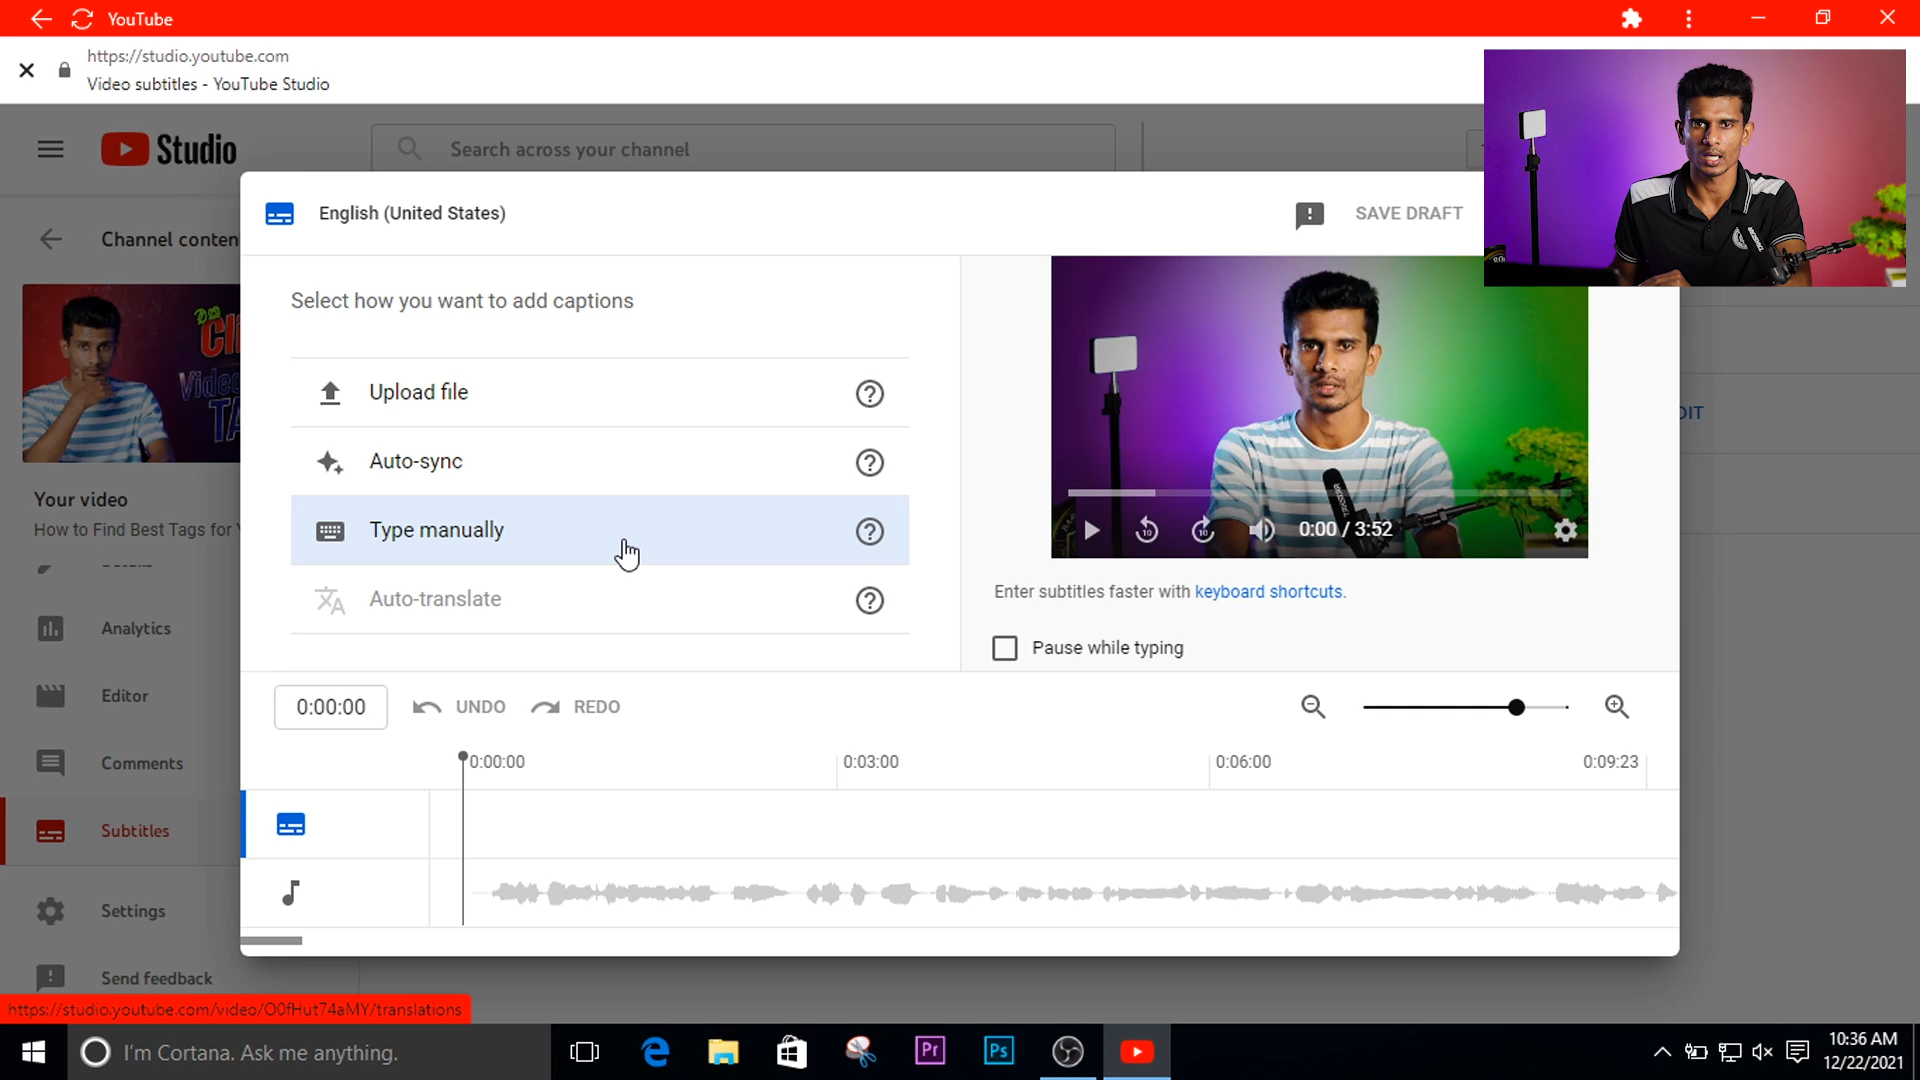 YouTube
https://studio.youtube.com
Video subtitles - YouTube Studio
Studio
Search across your channel
English (United States)
SAVE DRAFT
Channel conten
Select how you want to add captions
Upload file
Auto-sync
Type manually
Auto-translate
Your video
How to Find Best Tags for
Analytics
Editor
Comments
Subtitles
Settings
Send feedback
10
10
0:00 / 3:52
Enter subtitles faster with keyboard shortcuts.
Pause while typing
DIT
0:00:00
UNDO
REDO
0:00:00
0:03:00
0:06:00
0:09:23
https://studio.youtube.com/video/O0fHut74aMY/translations
I'm Cortana. Ask me anything.
Pr
Ps
10:36 AM
12/22/2021